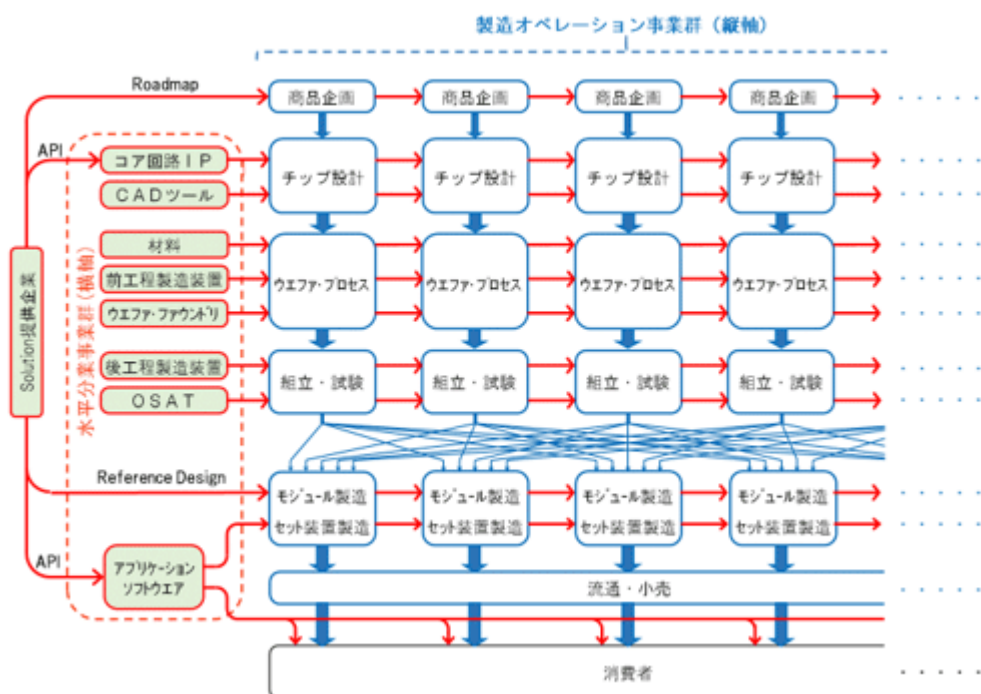 製造オペレーション事業群（縦軸）
Roadmap
商品企画
商品企画
商品企画
商品企画
・・・・・
API
コア回路ＩＰ
ＣＡＤツール
チップ設計
チップ設計
チップ設計
チップ設計
・・・・・
・・・・・
材料
前工程製造装置
ウエファ・ファウンドリ
ウエファ・プロセス
ウエファ・プロセス
ウエファ・プロセス
ウエファ・プロセス
・・・・・
・・・・・
・・・・・
Solution提供企業
水平分業事業群(横軸)
後工程製造装置
ＯＳＡＴ
組立・試験
組立・試験
組立・試験
組立・試験
・・・・・
・・・・・
Reference Design
モジュール製造
セット装置製造
モジュール製造
セット装置製造
モジュール製造
セット装置製造
モジュール製造
セット装置製造
・・・・・
・・・・・
API
アプリケーション
ソフトウエア
流通・小売
・・・・・
消費者
・・・・・